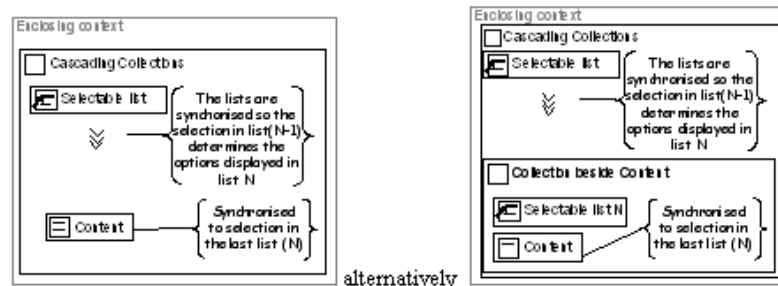 Enclosing context
Cascading Collections
Selectable list
The lists are
synchonised so the
selection in list(N-1)
determines the
options displayed in
list N
Content
Synchronised
to selection in
the last list (N)
alternatively
Enclosing context
Cascading Collections
Selectable list
The lists are
synchronised so the
selection in list(N-1)
determines the
options displayed in
list N
Collection beside Content
Selectable list N
Content
Synchronised
to selection in
the last list (N)